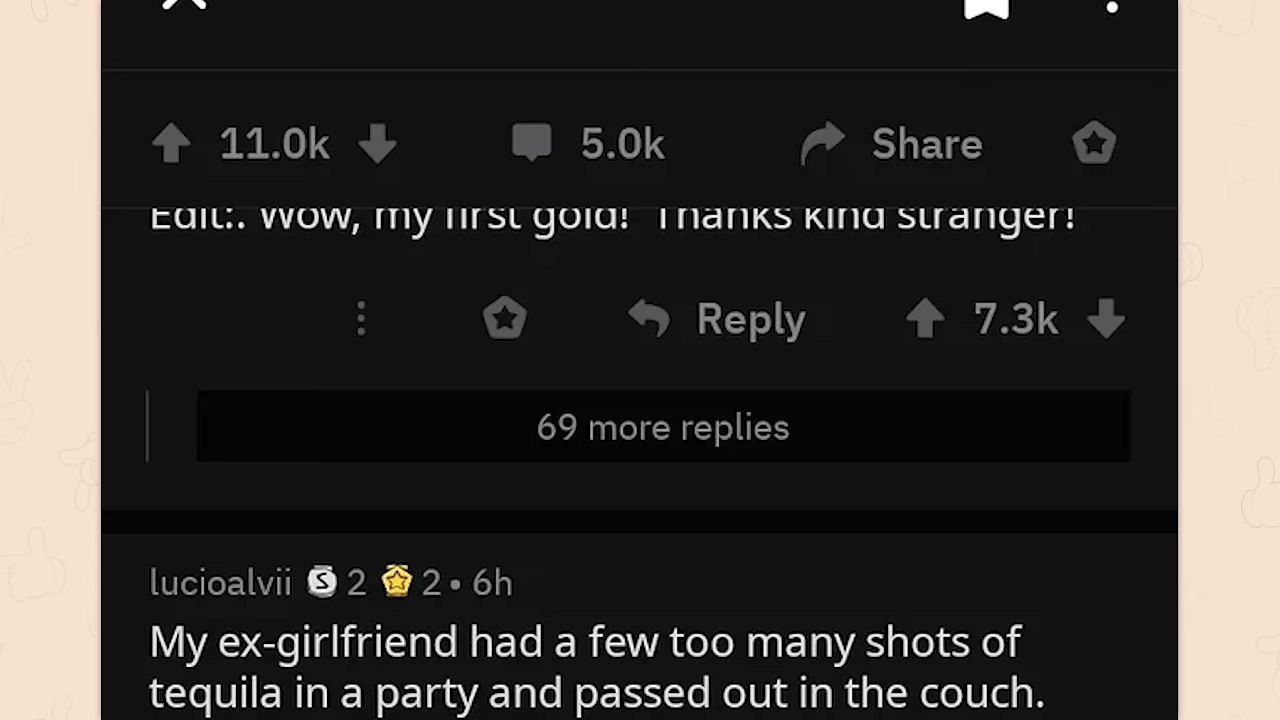 11.0k 5.0k Share
Edit:. Wow, my first gold! Thanks kind stranger!
Reply 7.3k
69 more replies
lucioalvii S 2 2 • 6h
My ex-girlfriend had a few too many shots of
tequila in a party and passed out in the couch.